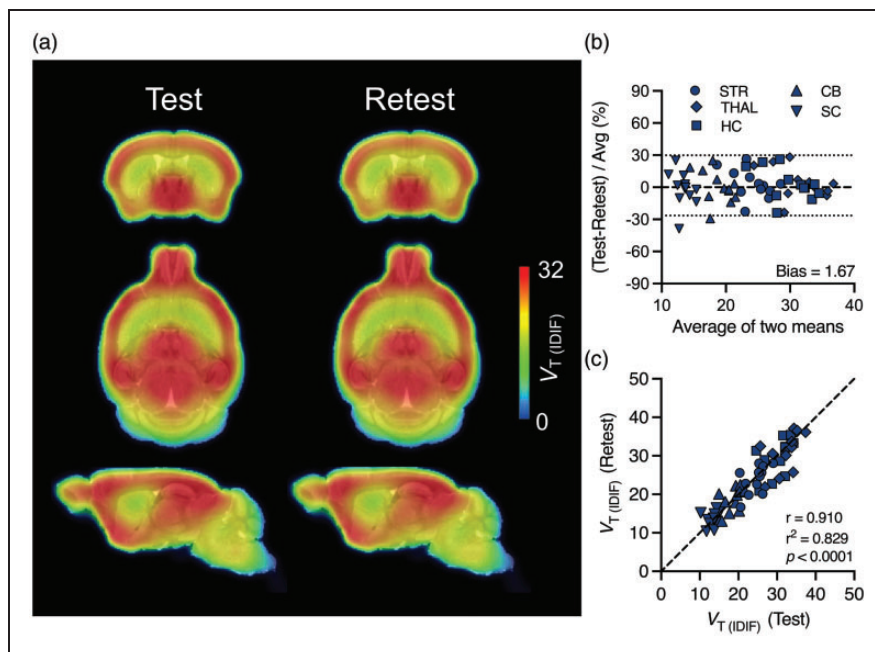 (a)
Test Retest
32
V_T (IDIF)
0
(b)
(Test-Retest) / Avg (%)
90
60
30
0
-30
-60
-90
STR CB
THAL SC
HC
Bias = 1.67
10 20 30 40
Average of two means
(c)
V_T (IDIF) (Retest)
50
40
30
20
10
0
r = 0.910
r² = 0.829
p < 0.0001
0 10 20 30 40 50
V_T (IDIF) (Test)